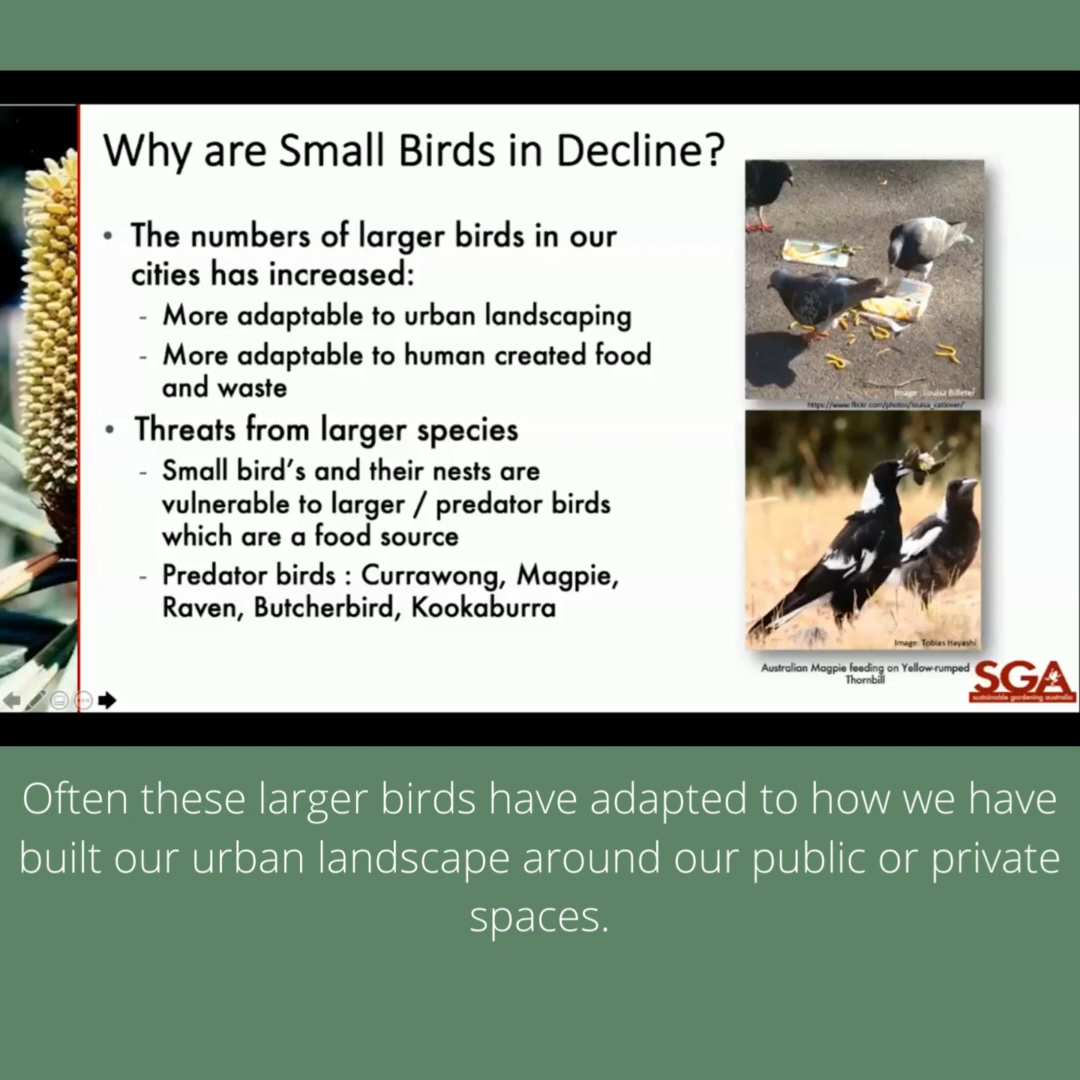 Why are Small Birds in Decline?
• The numbers of larger birds in our
cities has increased:
- More adaptable to urban landscaping
- More adaptable to human created food
and waste
• Threats from larger species
- Small bird's and their nests are
vulnerable to larger / predator birds
which are a food source
- Predator birds : Currawong, Magpie,
Raven, Butcherbird, Kookaburra
Image : Louisa Billeter
https://www.flickr.com/photos/louisa_catlover/
Image: Tobias Hayashi
Australian Magpie feeding on Yellow-rumped
Thornbill
SGA
sustainable gardening australia
Often these larger birds have adapted to how we have
built our urban landscape around our public or private
spaces.